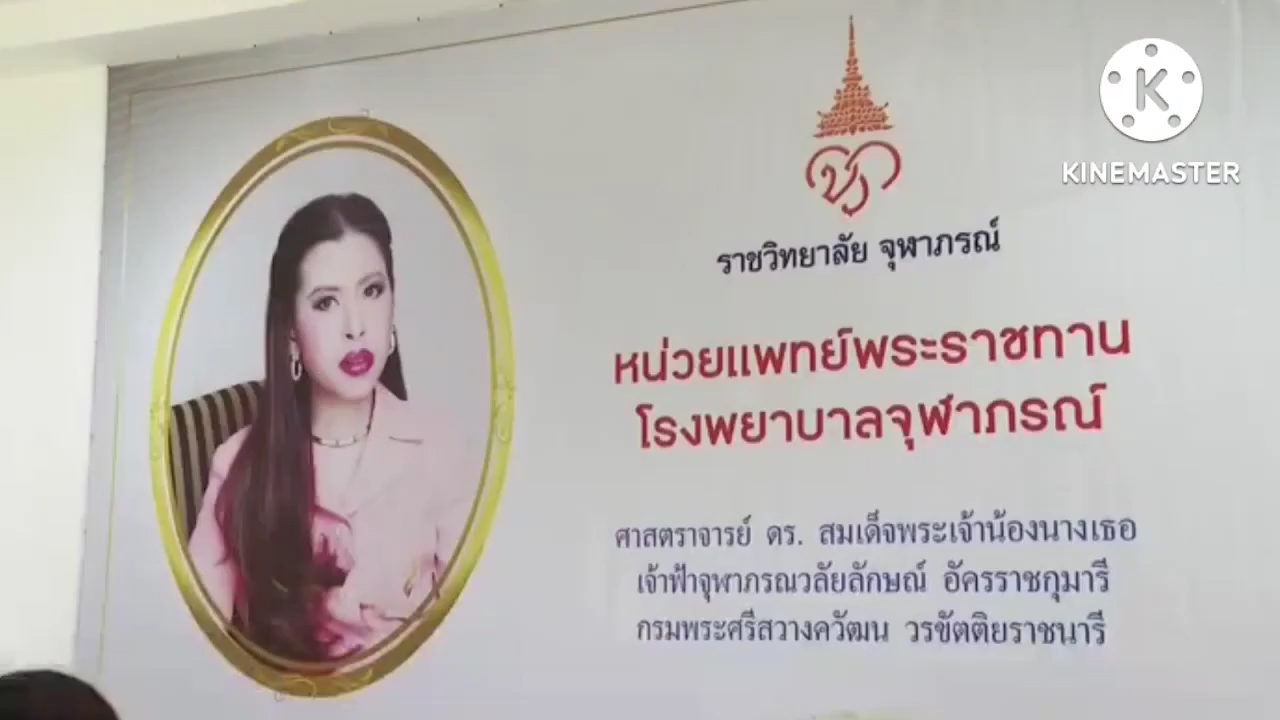 K
KINEMASTER
ราชวิทยาลัย จุฬาภรณ์
หน่วยแพทย์พระราชทาน
โรงพยาบาลจุฬาภรณ์
ศาสตราจารย์ ดร. สมเด็จพระเจ้าน้องนางเธอ
เจ้าฟ้าจุฬาภรณวลัยลักษณ์ อัครราชกุมารี
กรมพระศรีสวางควัฒน วรขัตติยราชนารี